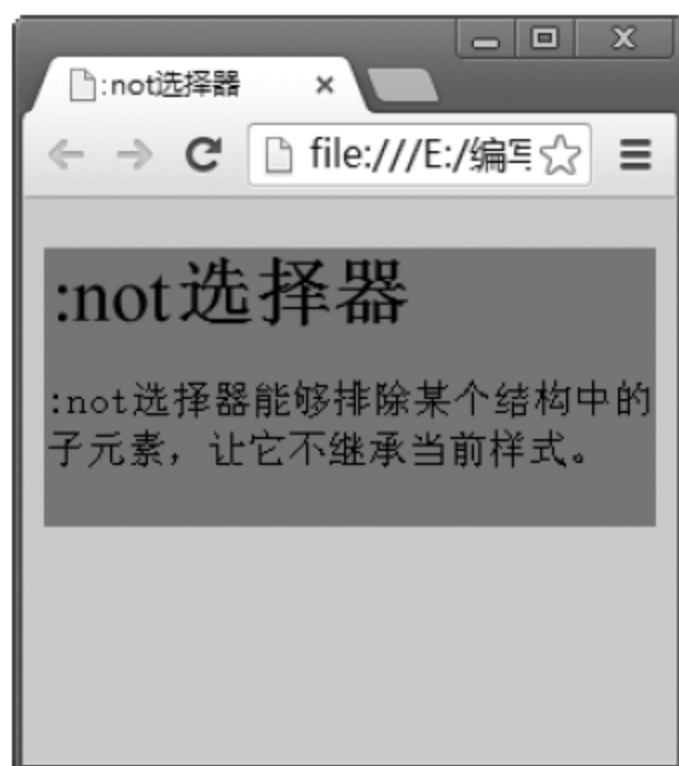 :not选择器
file:///E:/编写
:not选择器
:not选择器能够排除某个结构中的
子元素，让它不继承当前样式。